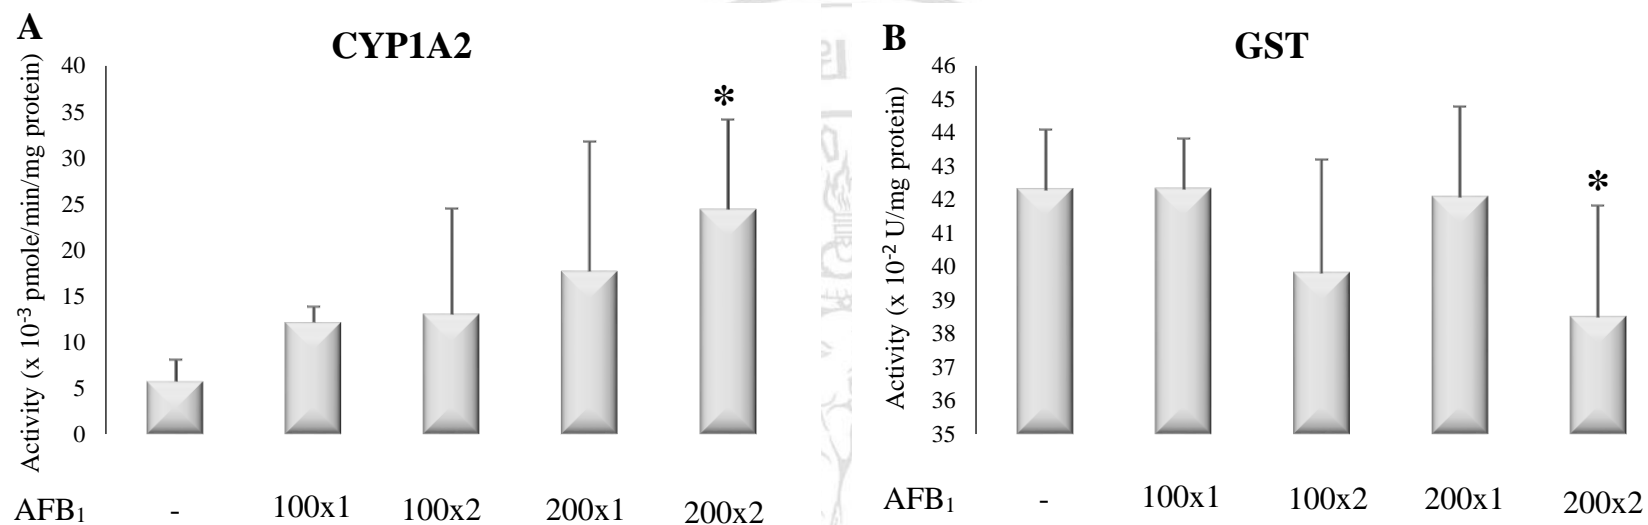 A
CYP1A2
Activity (x 10⁻³ pmole/min/mg protein)
40
35
30
25
20
15
10
5
0
*
AFB₁ - 100x1 100x2 200x1 200x2
B
GST
Activity (x 10⁻² U/mg protein)
46
45
44
43
42
41
40
39
38
37
36
35
*
AFB₁ - 100x1 100x2 200x1 200x2